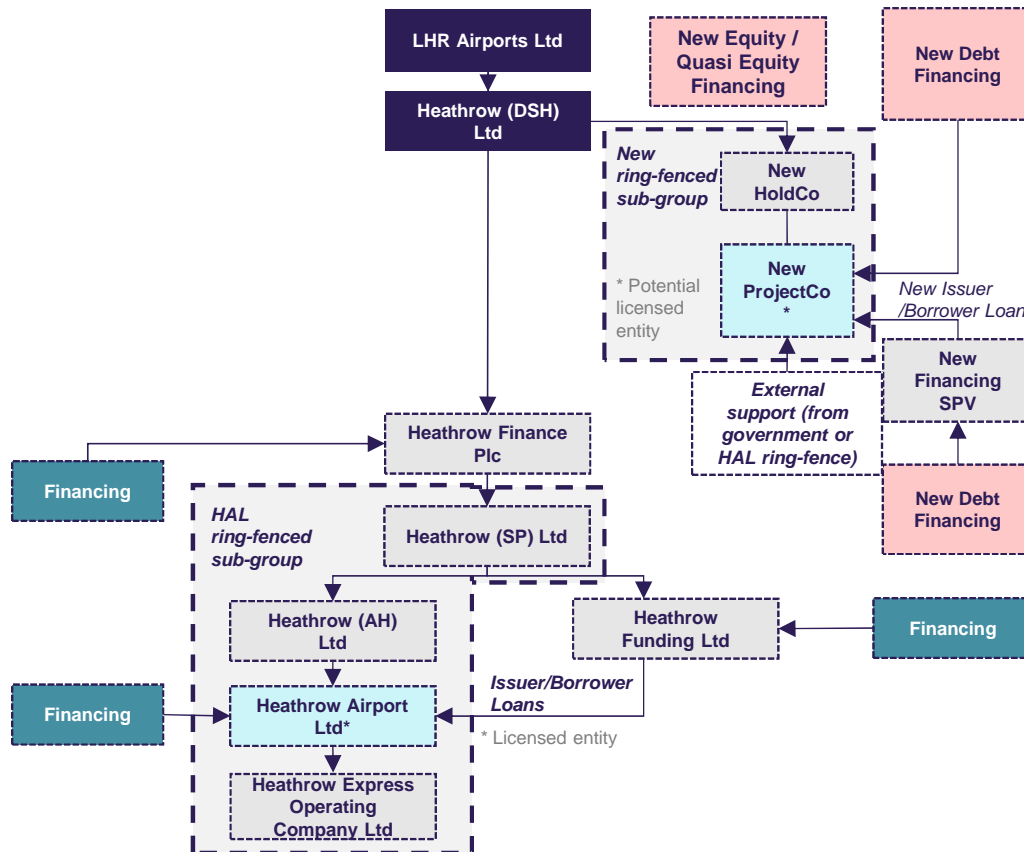 LHR Airports Ltd
New Equity /
Quasi Equity
Financing
New Debt
Financing
Heathrow (DSH)
Ltd
New
ring-fenced
sub-group
New
HoldCo
New
ProjectCo
*
* Potential
licensed
entity
New Issuer
/Borrower Loan
New
Financing
SPV
External
support (from
government or
HAL ring-fence)
Heathrow Finance
Plc
Financing
New Debt
Financing
HAL
ring-fenced
sub-group
Heathrow (SP) Ltd
Heathrow (AH)
Ltd
Heathrow
Funding Ltd
Financing
Issuer/Borrower
Loans
Financing
Heathrow Airport
Ltd*
* Licensed entity
Heathrow Express
Operating
Company Ltd